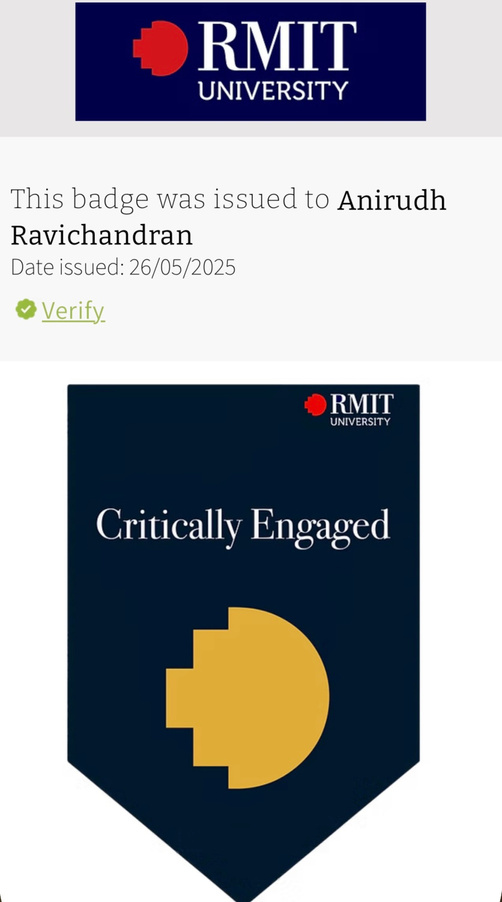 RMIT
UNIVERSITY
This badge was issued to Anirudh
Ravichandran
Date issued: 26/05/2025
Verify
RMIT
UNIVERSITY
Critically Engaged